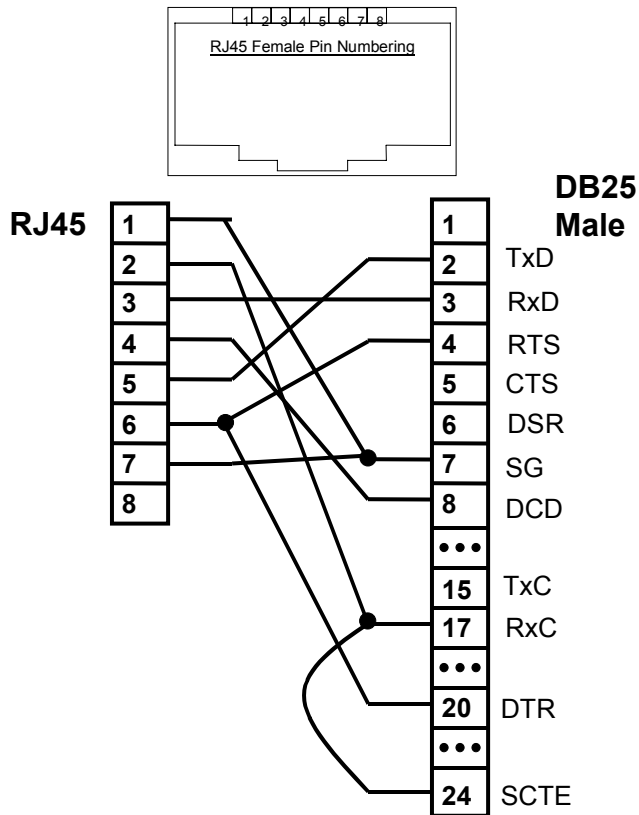 1 2 3 4 5 6 7 8
RJ45 Female Pin Numbering
RJ45
1
2
3
4
5
6
7
8
DB25
Male
1
2 TxD
3 RxD
4 RTS
5 CTS
6 DSR
7 SG
8 DCD
•••
15 TxC
17 RxC
•••
20 DTR
•••
24 SCTE